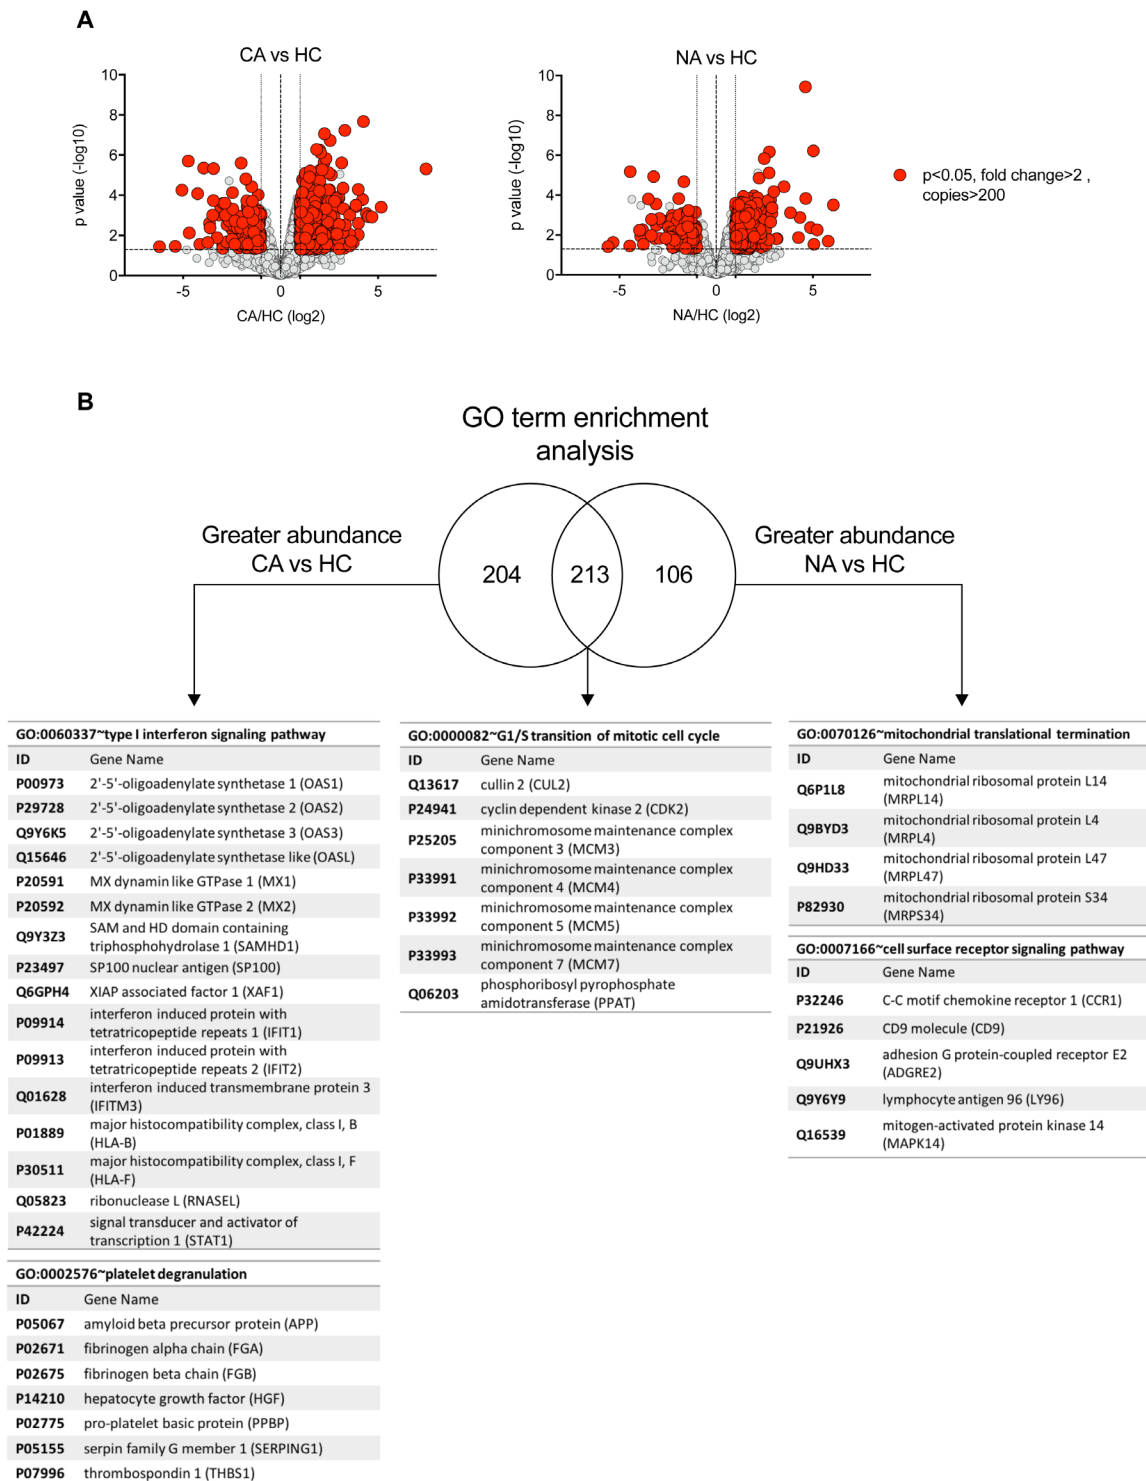 A
CA vs HC
10
8
6
4
2
0
p value (-log10)
-5
0
5
CA/HC (log2)
NA vs HC
10
8
6
4
2
0
p value (-log10)
-5
0
5
NA/HC (log2)
p<0.05, fold change>2 ,
copies>200
B
GO term enrichment
analysis
Greater abundance
CA vs HC
204
213
106
Greater abundance
NA vs HC
GO:0060337~type I interferon signaling pathway
ID Gene Name
P00973 2'-5'-oligoadenylate synthetase 1 (OAS1)
P29728 2'-5'-oligoadenylate synthetase 2 (OAS2)
Q9Y6K5 2'-5'-oligoadenylate synthetase 3 (OAS3)
Q15646 2'-5'-oligoadenylate synthetase like (OASL)
P20591 MX dynamin like GTPase 1 (MX1)
P20592 MX dynamin like GTPase 2 (MX2)
Q9Y3Z3 SAM and HD domain containing
triphosphohydrolase 1 (SAMHD1)
P23497 SP100 nuclear antigen (SP100)
Q6GPH4 XIAP associated factor 1 (XAF1)
P09914 interferon induced protein with
tetratricopeptide repeats 1 (IFIT1)
P09913 interferon induced protein with
tetratricopeptide repeats 2 (IFIT2)
Q01628 interferon induced transmembrane protein 3
(IFITM3)
P01889 major histocompatibility complex, class I, B
(HLA-B)
P30511 major histocompatibility complex, class I, F
(HLA-F)
Q05823 ribonuclease L (RNASEL)
P42224 signal transducer and activator of
transcription 1 (STAT1)
GO:0002576~platelet degranulation
ID Gene Name
P05067 amyloid beta precursor protein (APP)
P02671 fibrinogen alpha chain (FGA)
P02675 fibrinogen beta chain (FGB)
P14210 hepatocyte growth factor (HGF)
P02775 pro-platelet basic protein (PPBP)
P05155 serpin family G member 1 (SERPING1)
P07996 thrombospondin 1 (THBS1)
GO:0000082~G1/S transition of mitotic cell cycle
ID Gene Name
Q13617 cullin 2 (CUL2)
P24941 cyclin dependent kinase 2 (CDK2)
P25205 minichromosome maintenance complex
component 3 (MCM3)
P33991 minichromosome maintenance complex
component 4 (MCM4)
P33992 minichromosome maintenance complex
component 5 (MCM5)
P33993 minichromosome maintenance complex
component 7 (MCM7)
Q06203 phosphoribosyl pyrophosphate
amidotransferase (PPAT)
GO:0070126~mitochondrial translational termination
ID Gene Name
Q6P1L8 mitochondrial ribosomal protein L14
(MRPL14)
Q9BYD3 mitochondrial ribosomal protein L4
(MRPL4)
Q9HD33 mitochondrial ribosomal protein L47
(MRPL47)
P82930 mitochondrial ribosomal protein S34
(MRPS34)
GO:0007166~cell surface receptor signaling pathway
ID Gene Name
P32246 C-C motif chemokine receptor 1 (CCR1)
P21926 CD9 molecule (CD9)
Q9UHX3 adhesion G protein-coupled receptor E2
(ADGRE2)
Q9Y6Y9 lymphocyte antigen 96 (LY96)
Q16539 mitogen-activated protein kinase 14
(MAPK14)